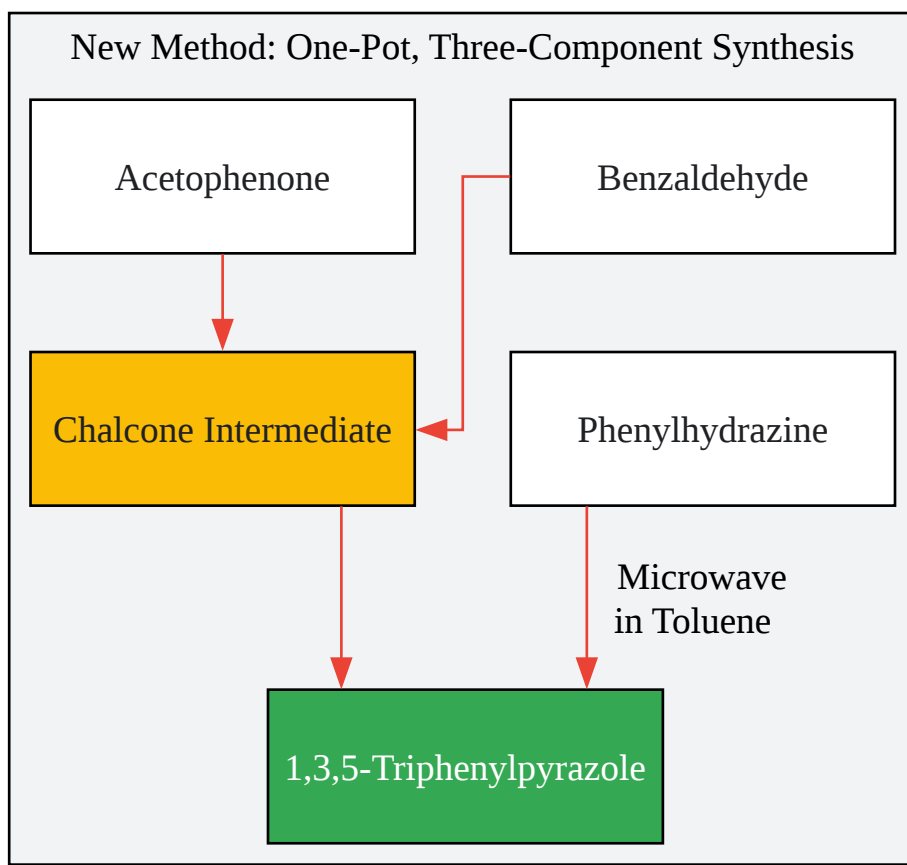 New Method: One-Pot, Three-Component Synthesis
Acetophenone
Benzaldehyde
Chalcone Intermediate
Phenylhydrazine
Microwave
in Toluene
1,3,5-Triphenylpyrazole